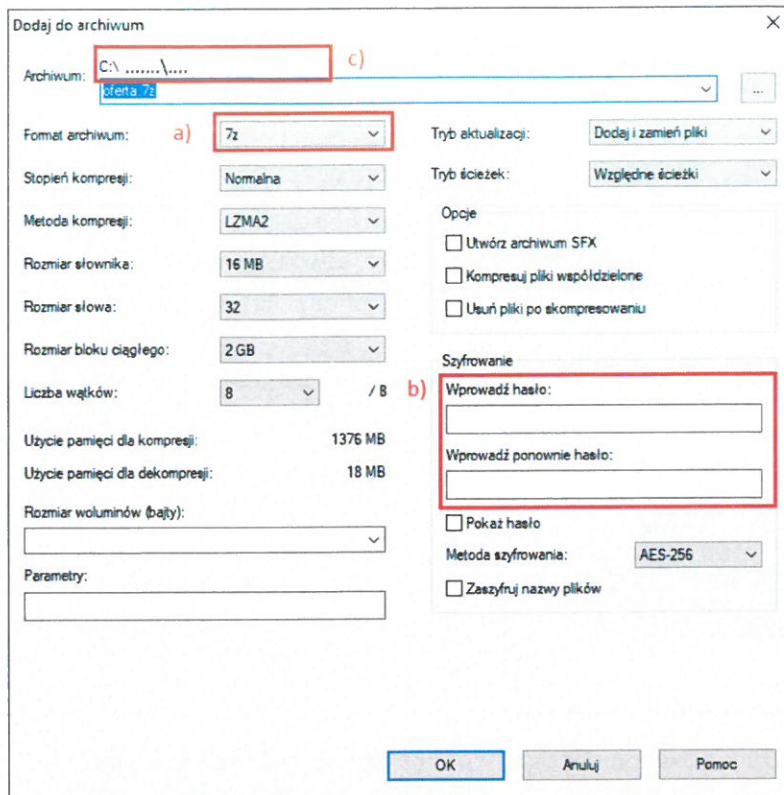 Dodaj do archiwum
c)
Archiwum:
C:\ .......\....
oferta.7z
...
Format archiwum:
a)
7z
Stopień kompresji:
Normalna
Metoda kompresji:
LZMA2
Rozmiar słownika:
16 MB
Rozmiar słowa:
32
Rozmiar bloku ciągłego:
2 GB
Liczba wątków:
8
/ 8
Użycie pamięci dla kompresji:
1376 MB
Użycie pamięci dla dekompresji:
18 MB
Rozmiar woluminów (bajty):
Parametry:
Tryb aktualizacji:
Dodaj i zamień pliki
Tryb ścieżek:
Względne ścieżki
Opcje
Utwórz archiwum SFX
Kompresuj pliki współdzielone
Usuń pliki po skompresowaniu
Szyfrowanie
b)
Wprowadź hasło:
Wprowadź ponownie hasło:
Pokaż hasło
Metoda szyfrowania:
AES-256
Zaszyfruj nazwy plików
OK
Anuluj
Pomoc